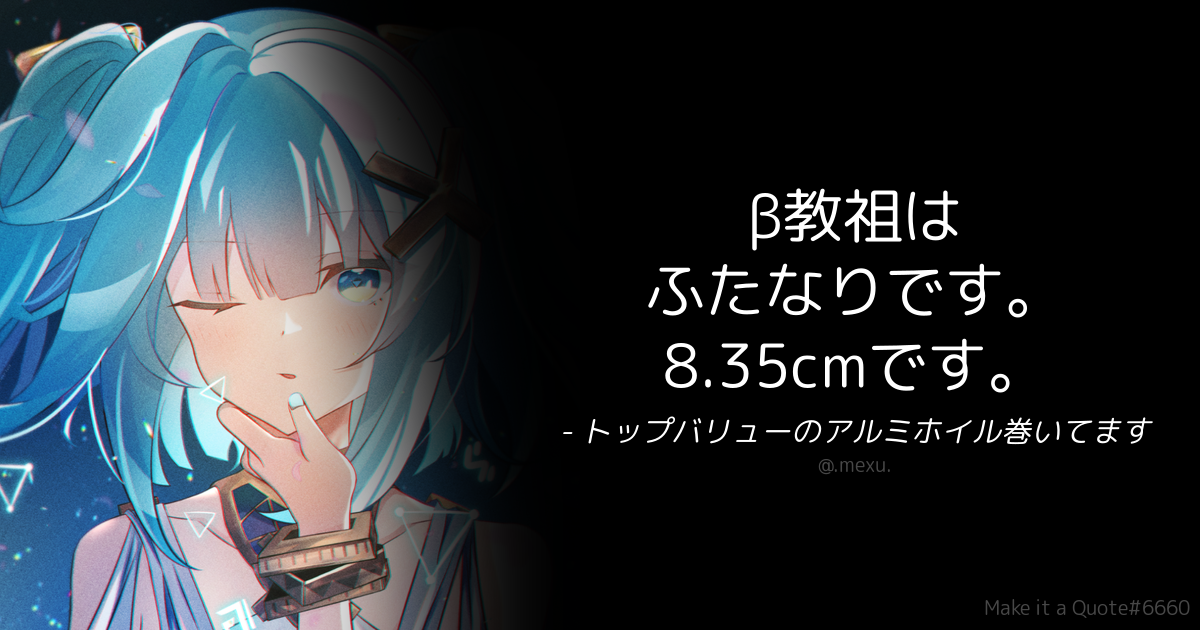 β教祖は
ふたなりです。
8.35cmです。
- トップバリューのアルミホイル巻いてます
@.mexu.
Make it a Quote#6660